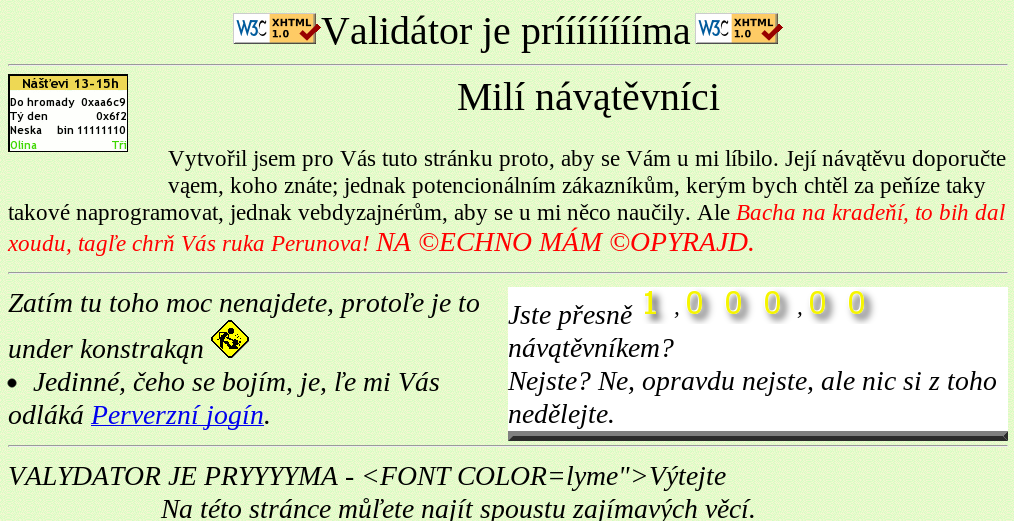 W3C XHTML 1.0 Validátor je prííííííííma W3C XHTML 1.0
Nášťevi 13-15h
Do hromady 0xaa6c9
Tý den 0x6f2
Neska bin 11111110
Olina Tři
Milí návątěvníci
Vytvořil jsem pro Vás tuto stránku proto, aby se Vám u mi líbilo. Její návątěvu doporučte
vąem, koho znáte; jednak potencionálním zákazníkům, kerým bych chtěl za peňíze taky
takové naprogramovat, jednak vebdyzajnérům, aby se u mi něco naučily. Ale Bacha na kradeňí, to bih dal
xoudu, tagľe chrň Vás ruka Perunova! NA ©ECHNO MÁM ©OPYRAJD.
Zatím tu toho moc nenajdete, protoľe je to
under konstrakąn
• Jedinné, čeho se bojím, je, ľe mi Vás
odláká Perverzní jogín.
Jste přesně 1,000,00
návątěvníkem?
Nejste? Ne, opravdu nejste, ale nic si z toho
nedělejte.
VALYDATOR JE PRYYYYMA - <FONT COLOR=lyme">Výtejte
Na této stránce můľete najít spoustu zajímavých věcí.